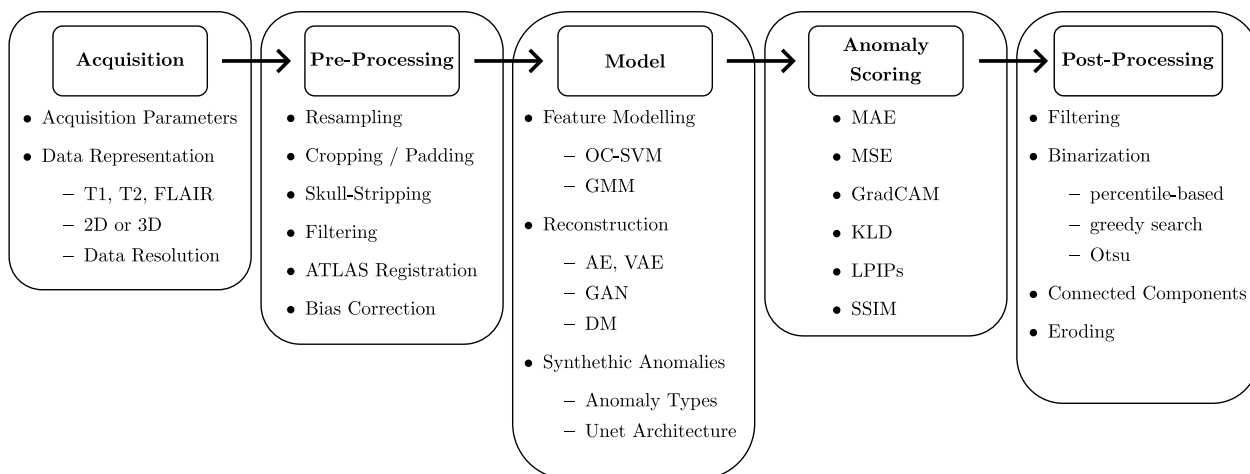 Acquisition
• Acquisition Parameters
• Data Representation
– T1, T2, FLAIR
– 2D or 3D
– Data Resolution
Pre-Processing
• Resampling
• Cropping / Padding
• Skull-Stripping
• Filtering
• ATLAS Registration
• Bias Correction
Model
• Feature Modelling
– OC-SVM
– GMM
• Reconstruction
– AE, VAE
– GAN
– DM
• Synthethic Anomalies
– Anomaly Types
– Unet Architecture
Anomaly
Scoring
• MAE
• MSE
• GradCAM
• KLD
• LPIPs
• SSIM
Post-Processing
• Filtering
• Binarization
– percentile-based
– greedy search
– Otsu
• Connected Components
• Eroding